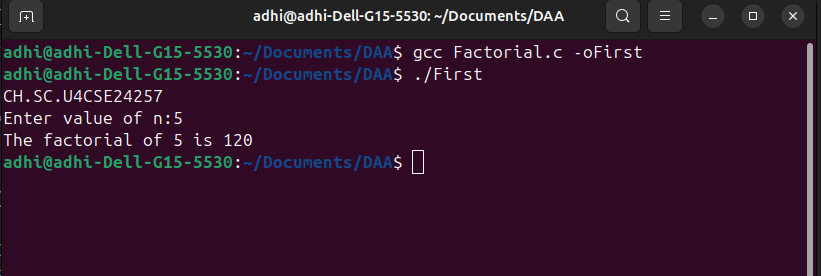 adhi@adhi-Dell-G15-5530: ~/Documents/DAA
adhi@adhi-Dell-G15-5530:~/Documents/DAA$ gcc Factorial.c -oFirst
adhi@adhi-Dell-G15-5530:~/Documents/DAA$ ./First
CH.SC.U4CSE24257
Enter value of n:5
The factorial of 5 is 120
adhi@adhi-Dell-G15-5530:~/Documents/DAA$